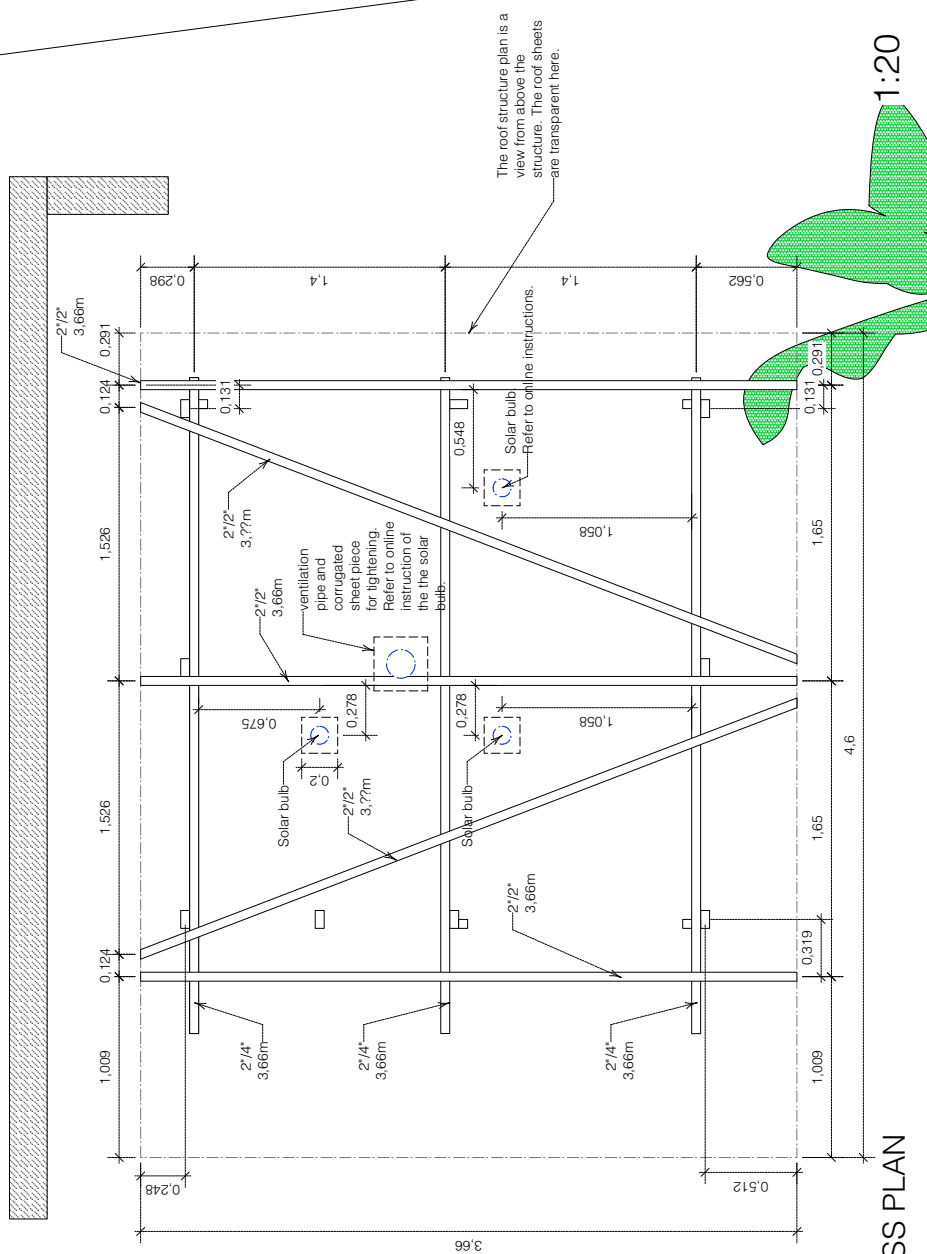 The roof structure plan is a
view from above the
structure. The roof sheets
are transparent here.
1:20
2"/2"
3,66m
0,291
0,124
1,526
1,526
0,124
1,009
0,298
1,4
1,4
0,562
0,131
2"/2"
3,??m
2"/2"
3,66m
ventilation
pipe and
corrugated
sheet piece
for tightening.
Refer to online
instruction of
the the solar
bulb.
0,548
Solar bulb.
Refer to online instructions.
1,058
0,675
0,278
0,278
1,058
Solar bulb
0,2
2"/2"
3,??m
Solar bulb
2"/2"
3,66m
2"/4"
3,66m
2"/4"
3,66m
2"/4"
3,66m
0,131
0,291
1,65
1,65
0,319
1,009
4,6
0,248
0,512
3,66
SS PLAN